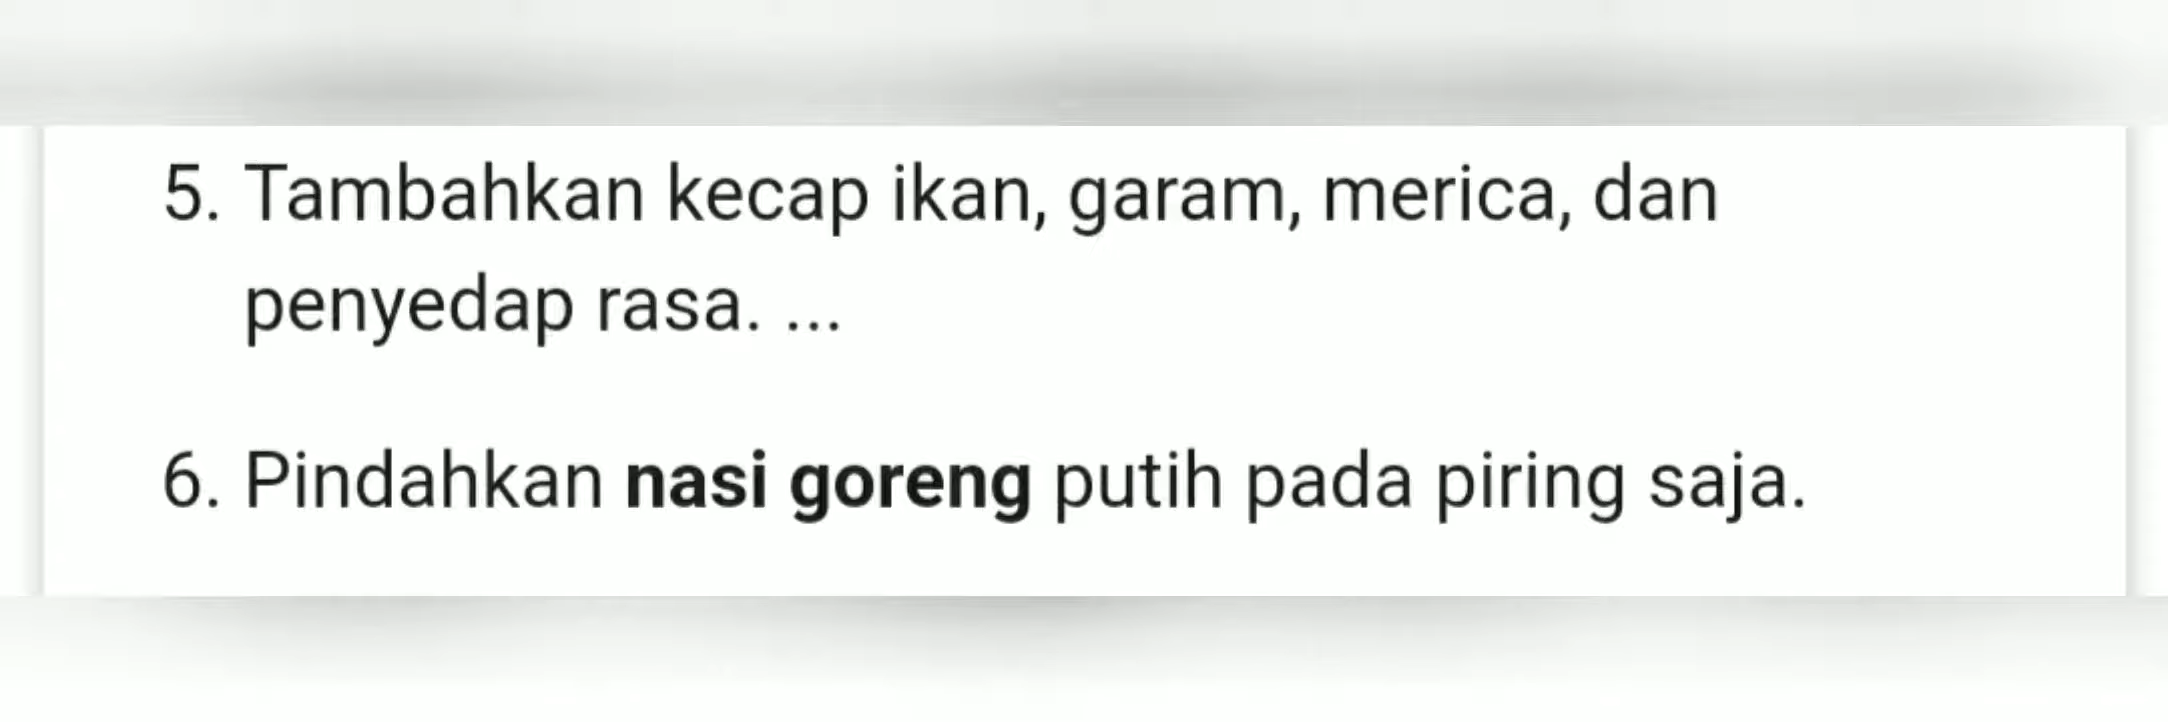 5. Tambahkan kecap ikan, garam, merica, dan
penyedap rasa. ...
6. Pindahkan nasi goreng putih pada piring saja.